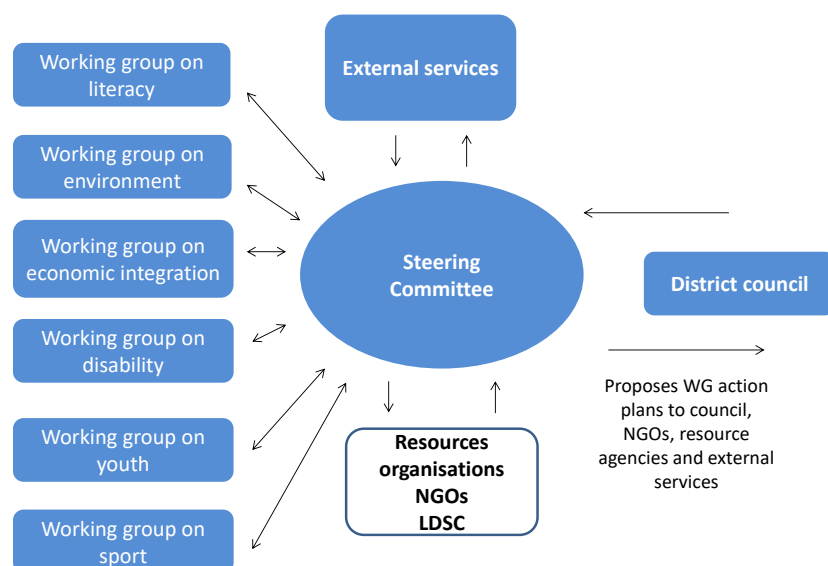 Working group on
literacy
External services
Working group on
environment
Working group on
economic integration
Steering
Committee
District council
Working group on
disability
Proposes WG action
plans to council,
NGOs, resource
agencies and external
services
Working group on
youth
Resources
organisations
NGOs
LDSC
Working group on
sport